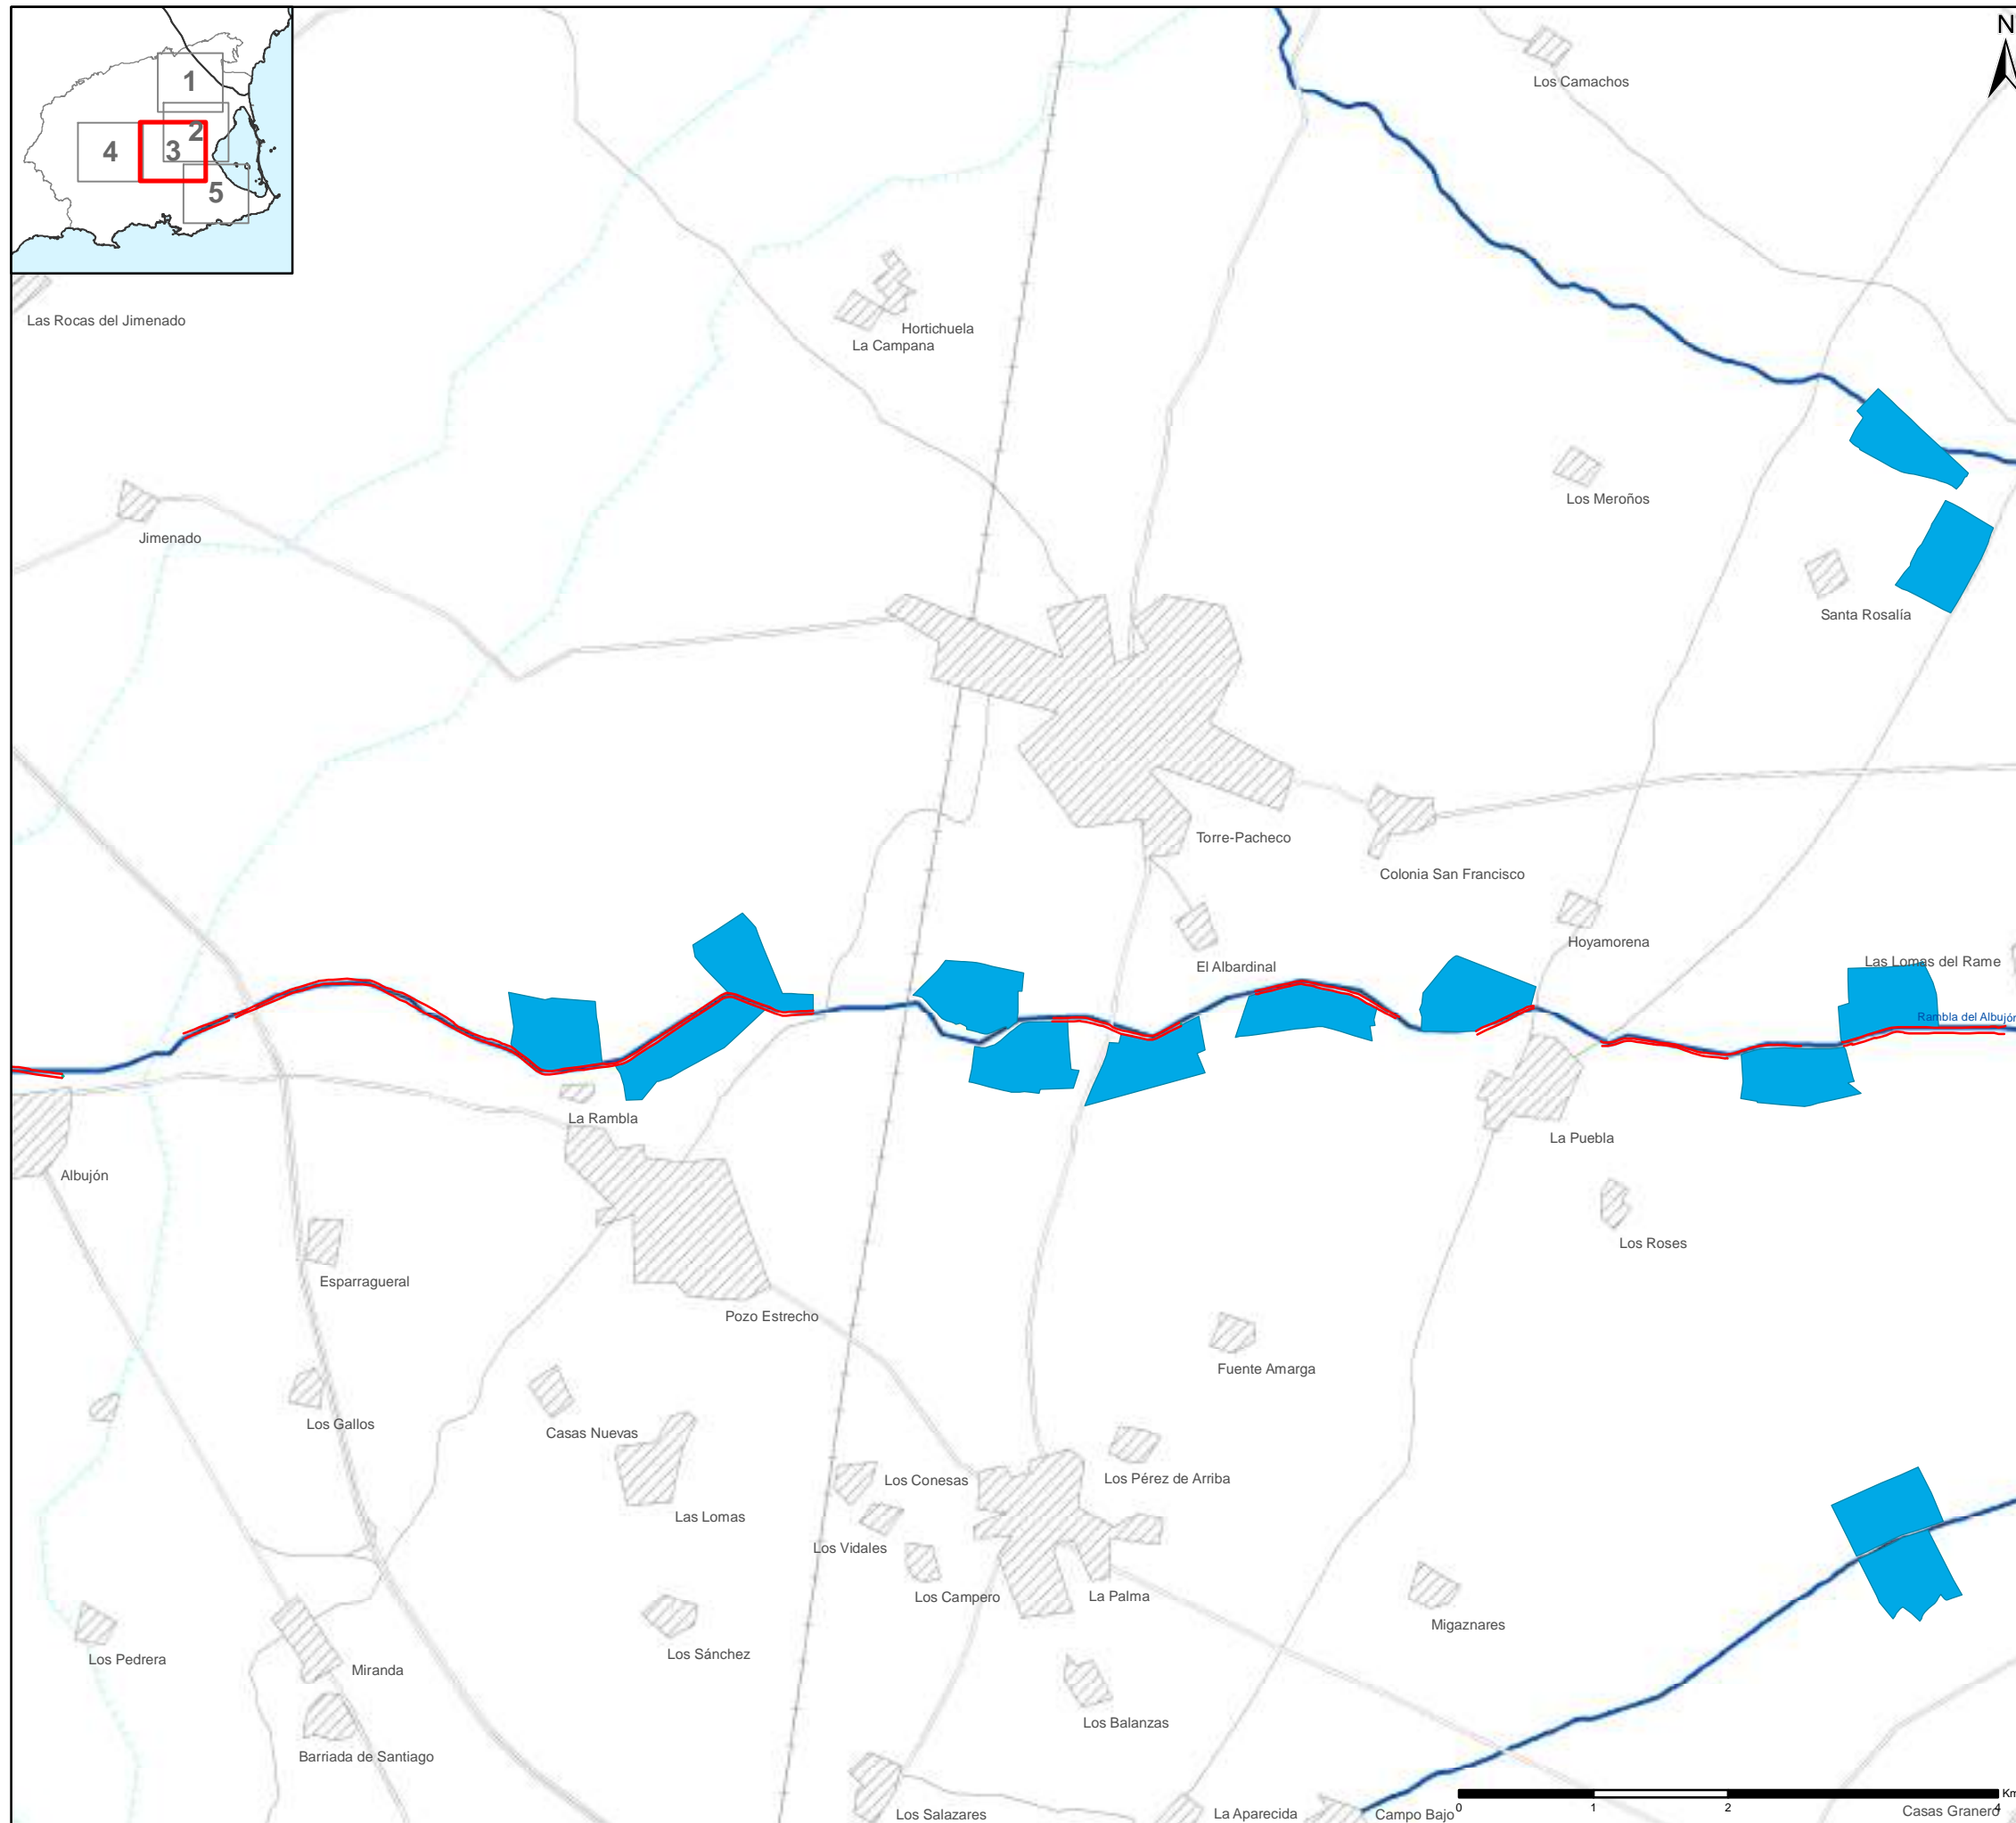 N
1
2
3
4
5
Los Camachos
Las Rocas del Jimenado
Hortichuela
La Campana
Los Meroños
Jimenado
Santa Rosalía
Torre-Pacheco
Colonia San Francisco
Hoyamorena
El Albardinal
Las Lomas del Rame
Rambla del Albujón
La Rambla
La Puebla
Albujón
Los Roses
Esparragueral
Pozo Estrecho
Fuente Amarga
Los Gallos
Casas Nuevas
Los Conesas
Los Pérez de Arriba
Las Lomas
Los Vidales
Los Campero
La Palma
Migaznares
Los Sánchez
Los Pedrera
Miranda
Los Balanzas
Barriada de Santiago
Los Salazares
La Aparecida
Campo Bajo
Casas Granero
0 1 2 4
Km